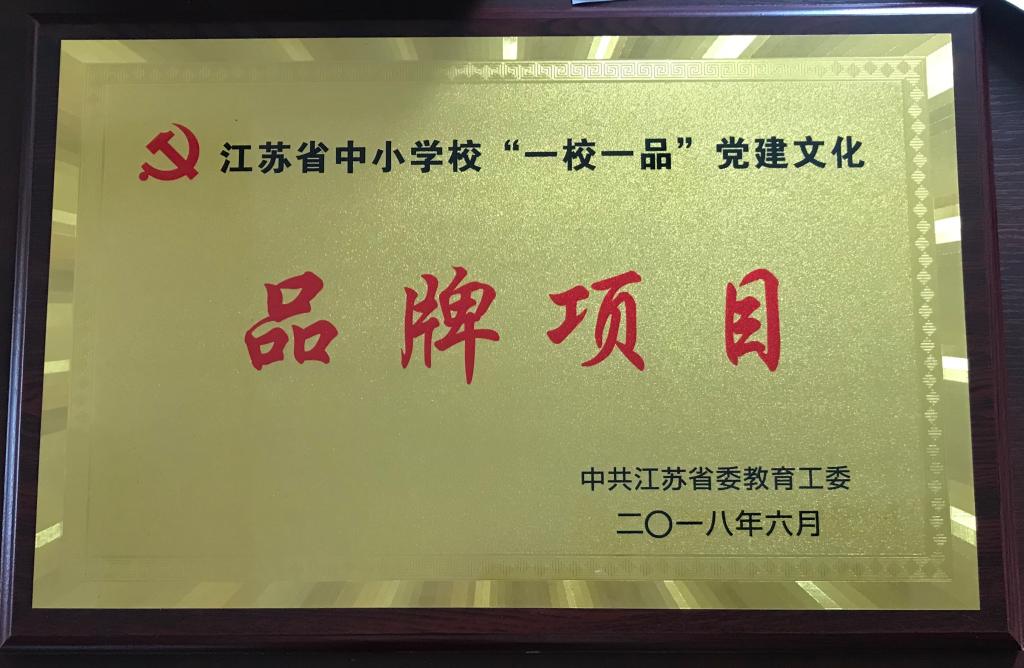 江苏省中小学校“一校一品”党建文化
品牌项目
中共江苏省委教育工委
二〇一八年六月